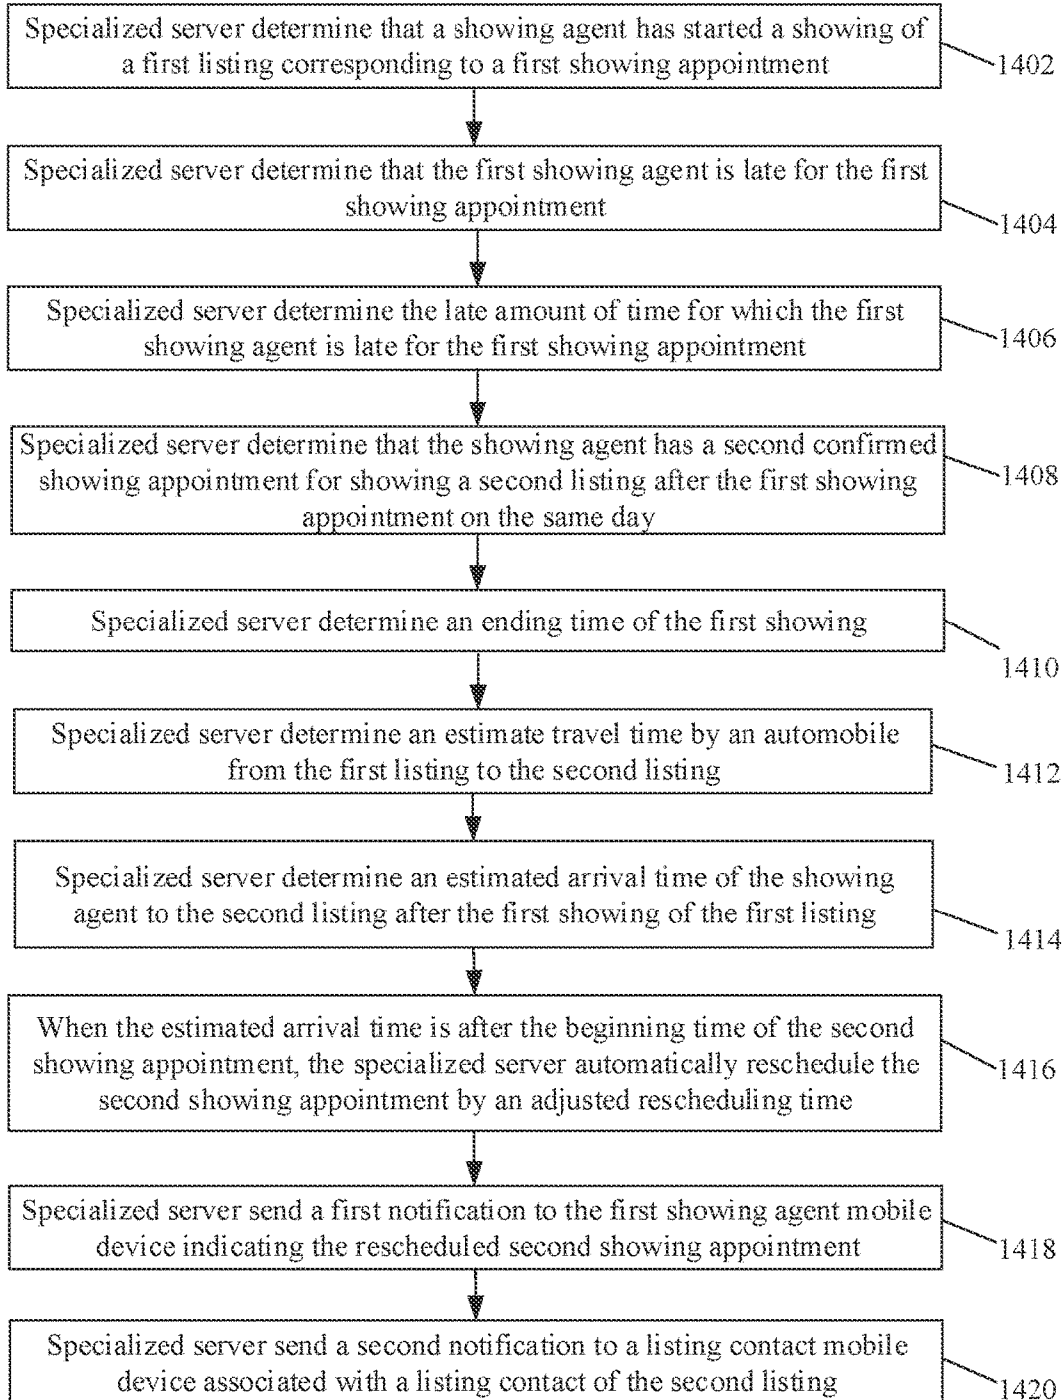 Specialized server determine that a showing agent has started a showing of
a first listing corresponding to a first showing appointment
1402
Specialized server determine that the first showing agent is late for the first
showing appointment
1404
Specialized server determine the late amount of time for which the first
showing agent is late for the first showing appointment
1406
Specialized server determine that the showing agent has a second confirmed
showing appointment for showing a second listing after the first showing
appointment on the same day
1408
Specialized server determine an ending time of the first showing
1410
Specialized server determine an estimate travel time by an automobile
from the first listing to the second listing
1412
Specialized server determine an estimated arrival time of the showing
agent to the second listing after the first showing of the first listing
1414
When the estimated arrival time is after the beginning time of the second
showing appointment, the specialized server automatically reschedule the
second showing appointment by an adjusted rescheduling time
1416
Specialized server send a first notification to the first showing agent mobile
device indicating the rescheduled second showing appointment
1418
Specialized server send a second notification to a listing contact mobile
device associated with a listing contact of the second listing
1420